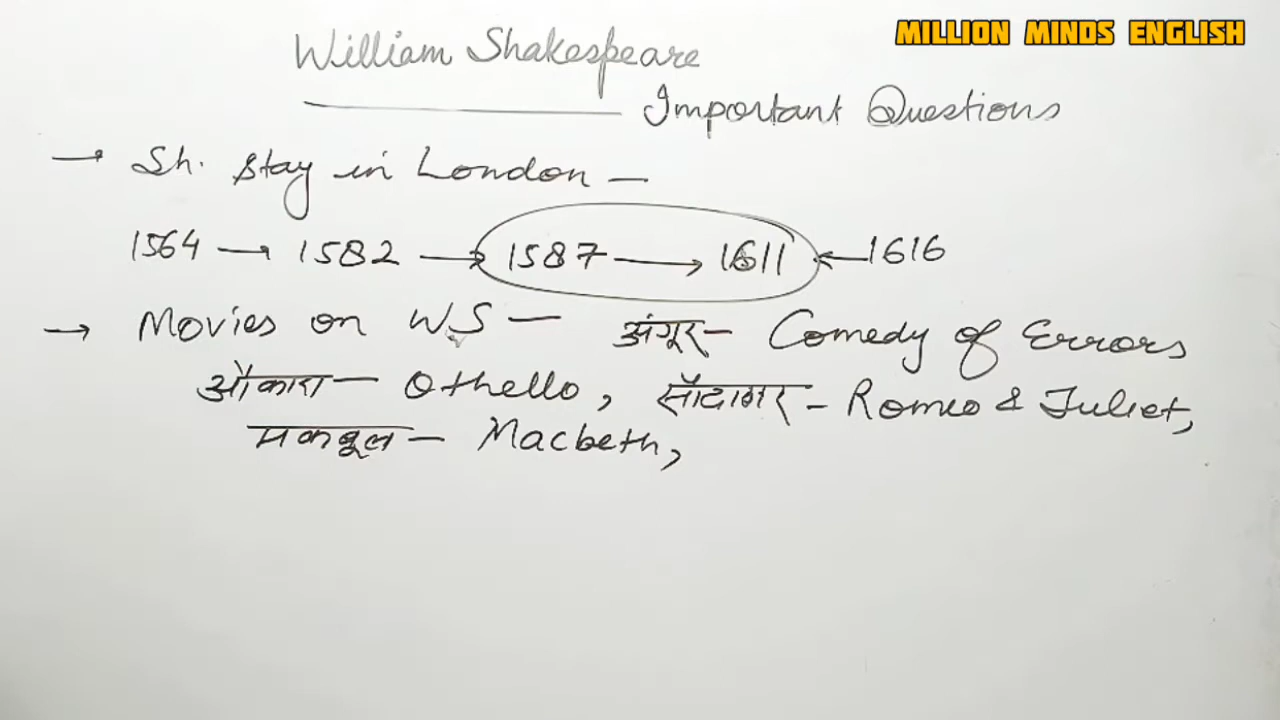 MILLION MINDS ENGLISH
William Shakespeare
Important Questions
→ Sh. stay in London —
1564 → 1582 → 1587 → 1611 ← 1616
→ Movies on WS — अंगूर - Comedy of Errors
ओंकारा - Othello, सौदागर - Romeo & Juliet,
मकबूल - Macbeth,